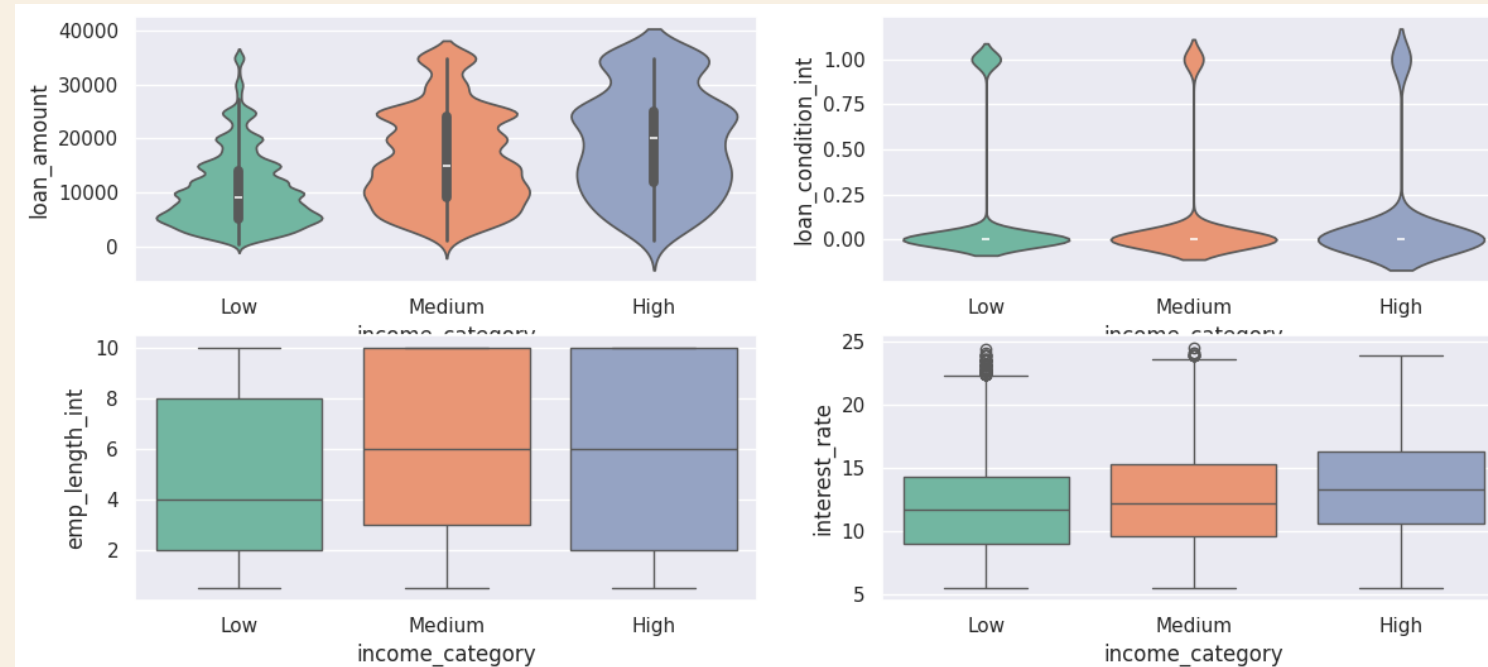 loan_amount
40000
30000
20000
10000
0
Low Medium High
income_category
loan_condition_int
1.00
0.75
0.50
0.25
0.00
Low Medium High
income_category
emp_length_int
10
8
6
4
2
Low Medium High
income_category
interest_rate
25
20
15
10
5
Low Medium High
income_category